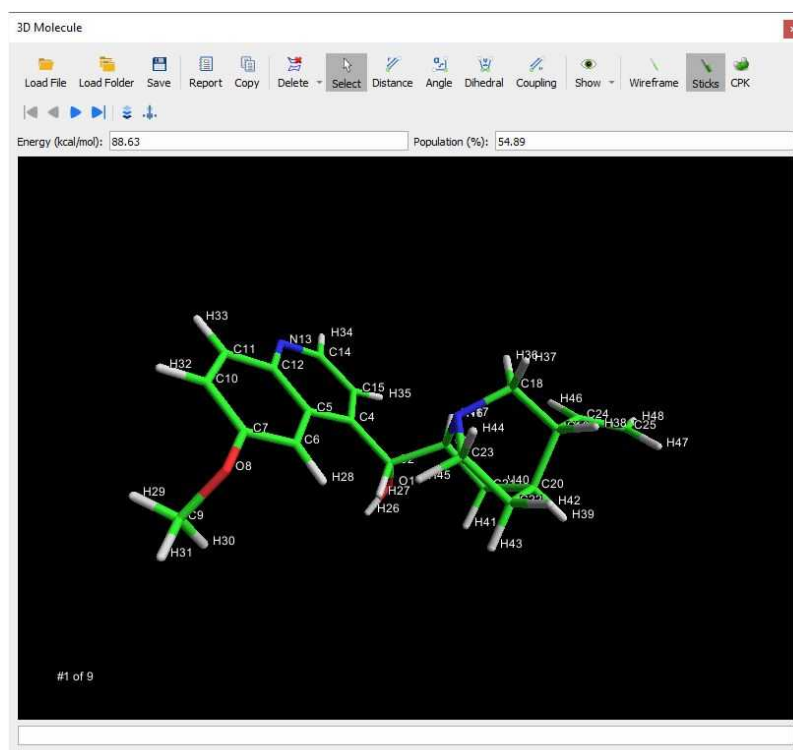 3D Molecule
Load File Load Folder Save Report Copy Delete Select Distance Angle Dihedral Coupling Show Wireframe Sticks CPK
Energy (kcal/mol): 88.63 Population (%): 54.89
H33
N13 H34
C11 C14
H32 C12
H36 H37
C10 C15 C18
H35
H46
C5 C4 C24 H48
H38 C25
C7 C6 H44
H47
C23
O8 H28 H45 O1 H40 C20
H27 H42
H29 H26 H39
C9 H41
H30 H43
H31
#1 of 9